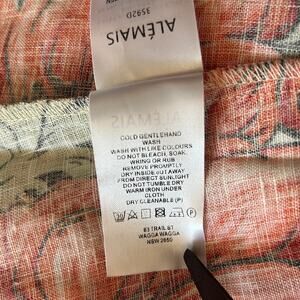 ALÉMAIS
3592D
COLD GENTLEHAND
WASH
WASH WITH LIKE COLOURS
DO NOT BLEACH, SOAK,
WRING OR RUB
REMOVE PROMPTLY
DRY INSIDE OUT AWAY
FROM DIRECT SUNLIGHT
DO NOT TUMBLE DRY
WARM IRON UNDER
CLOTH
DRY CLEANABLE (P)
83 TRAIL ST
WAGGA WAGGA
NSW 2650